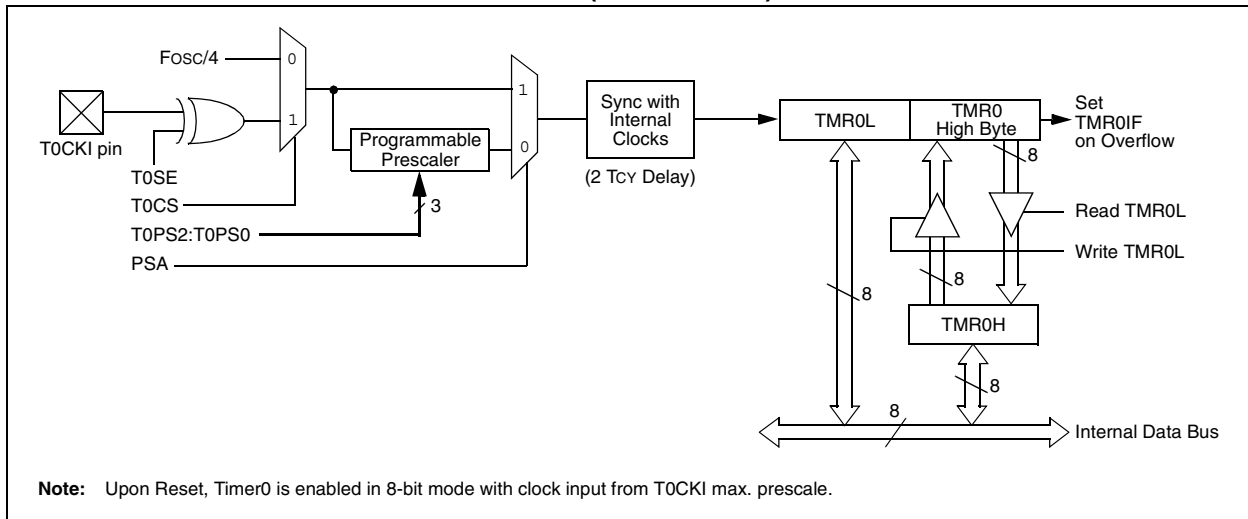 FOSC/4
0
1
T0CKI pin
T0SE
T0CS
T0PS2:T0PS0
PSA
Programmable
Prescaler
3
1
0
Sync with
Internal
Clocks
(2 TCY Delay)
TMR0L
TMR0
High Byte
Set
TMR0IF
on Overflow
8
Read TMR0L
Write TMR0L
8
8
TMR0H
8
8
Internal Data Bus
Note: Upon Reset, Timer0 is enabled in 8-bit mode with clock input from T0CKI max. prescale.